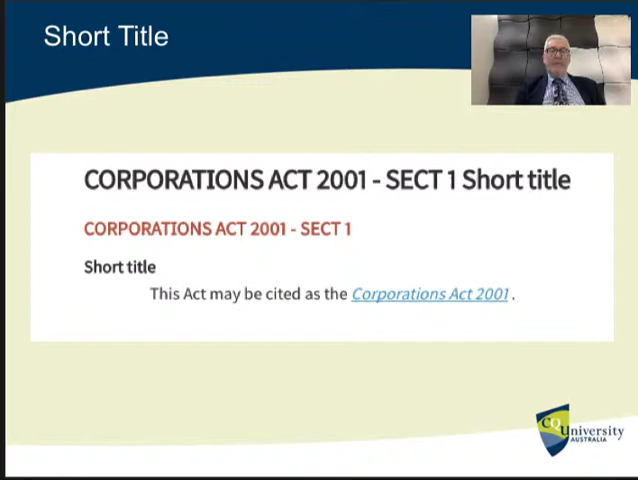 Short Title
CORPORATIONS ACT 2001 - SECT 1 Short title
CORPORATIONS ACT 2001 - SECT 1
Short title
This Act may be cited as the Corporations Act 2001 .
CQUniversity
AUSTRALIA